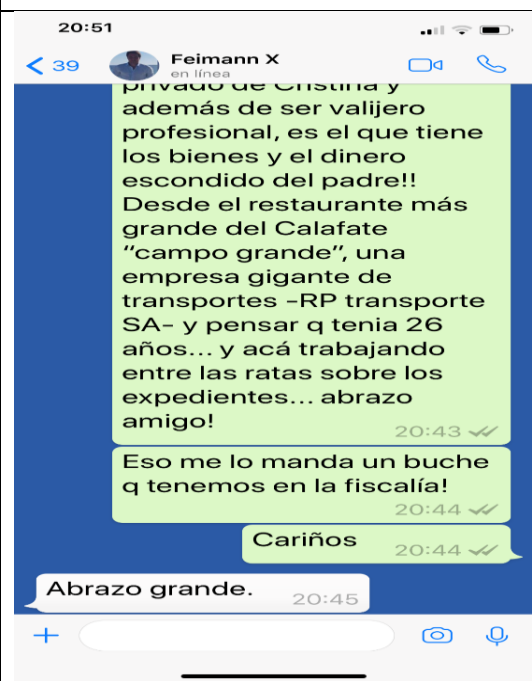 20:51
39
Feimann X
en línea
privado de Cristina y
además de ser valijero
profesional, es el que tiene
los bienes y el dinero
escondido del padre!!
Desde el restaurante más
grande del Calafate
"campo grande", una
empresa gigante de
transportes -RP transporte
SA- y pensar q tenia 26
años... y acá trabajando
entre las ratas sobre los
expedientes... abrazo
amigo!
20:43
Eso me lo manda un buche
q tenemos en la fiscalía!
20:44
Cariños
20:44
Abrazo grande.
20:45